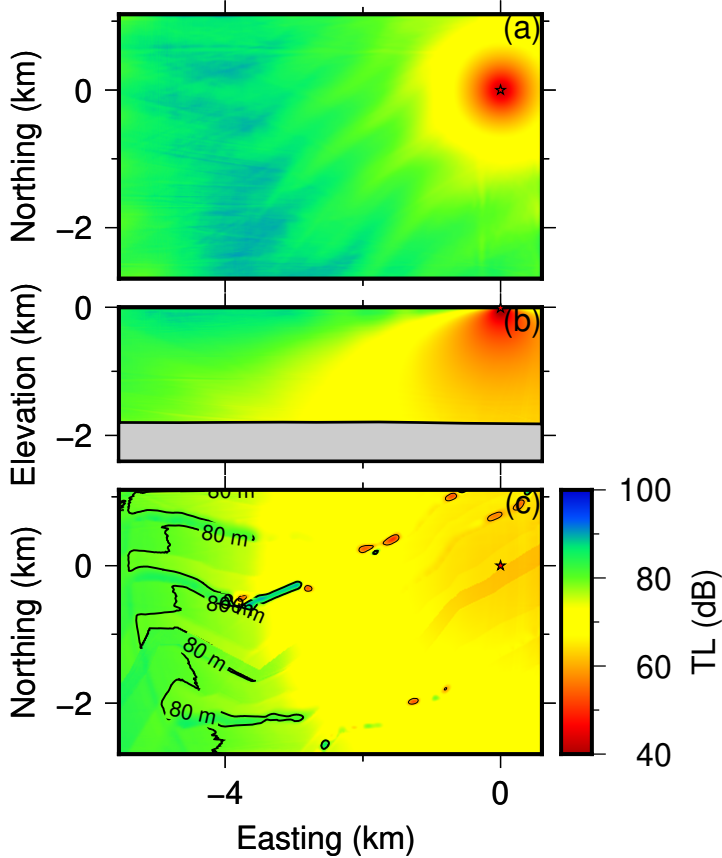 (a)
Northing (km)
0
−2
(b)
Elevation (km)
0
−2
(c)
Northing (km)
0
−2
80 m
80 m
80 m
80 m
80 m
−4
0
Easting (km)
100
80
60
40
TL (dB)